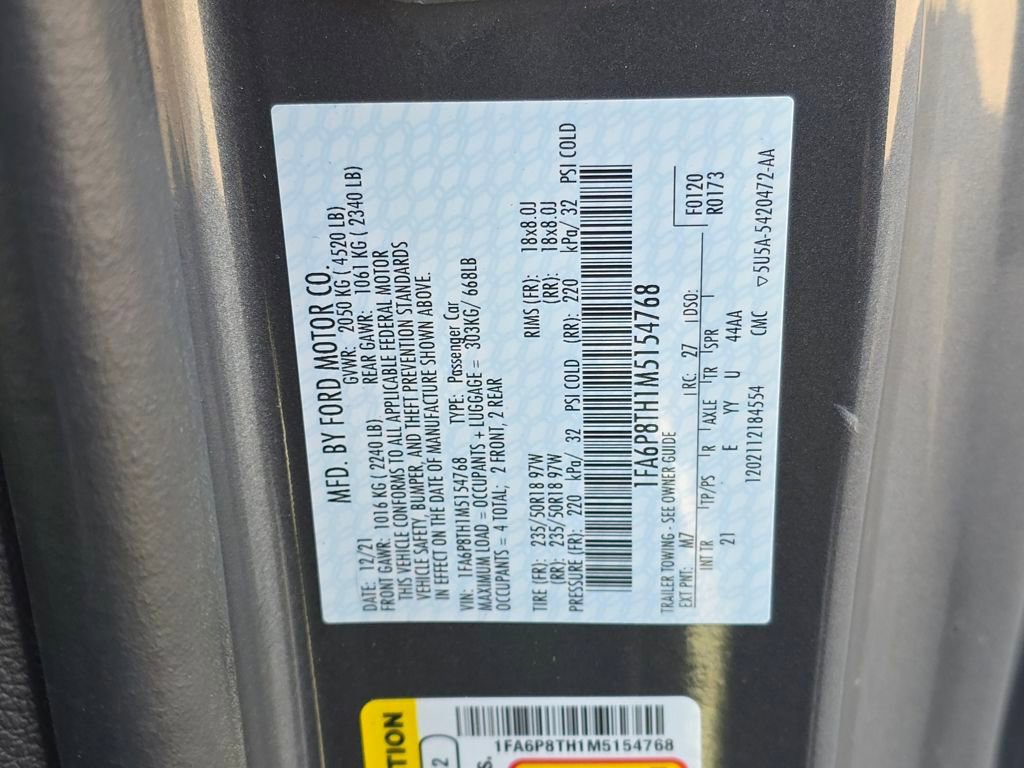 MFD. BY FORD MOTOR CO.
DATE: 12/21 GVWR: 2050 KG ( 4520 LB)
FRONT GAWR: 1016 KG ( 2240 LB) REAR GAWR: 1061 KG ( 2340 LB)
THIS VEHICLE CONFORMS TO ALL APPLICABLE FEDERAL MOTOR
VEHICLE SAFETY, BUMPER, AND THEFT PREVENTION STANDARDS
IN EFFECT ON THE DATE OF MANUFACTURE SHOWN ABOVE.
VIN: 1FA6P8TH1M5154768 TYPE: Passenger Car
MAXIMUM LOAD = OCCUPANTS + LUGGAGE = 303KG/ 668LB
OCCUPANTS = 4 TOTAL; 2 FRONT, 2 REAR
TIRE (FR): 235/50R18 97W RIMS (FR): 18x8.0J
(RR): 235/50R18 97W (RR): 18x8.0J
PRESSURE (FR): 220 kPa/ 32 PSI COLD (RR): 220 kPa/ 32 PSI COLD
1FA6P8TH1M5154768
TRAILER TOWING - SEE OWNER GUIDE
F0120
R0173
EXT PNT: M7 RC: 27 DSO:
INT TR TP/PS R AXLE TR SPR
21 E YY U 44AA
1202112184554 CMC 5U5A-5420472-AA
TION
2
s.
1FA6P8TH1M5154768